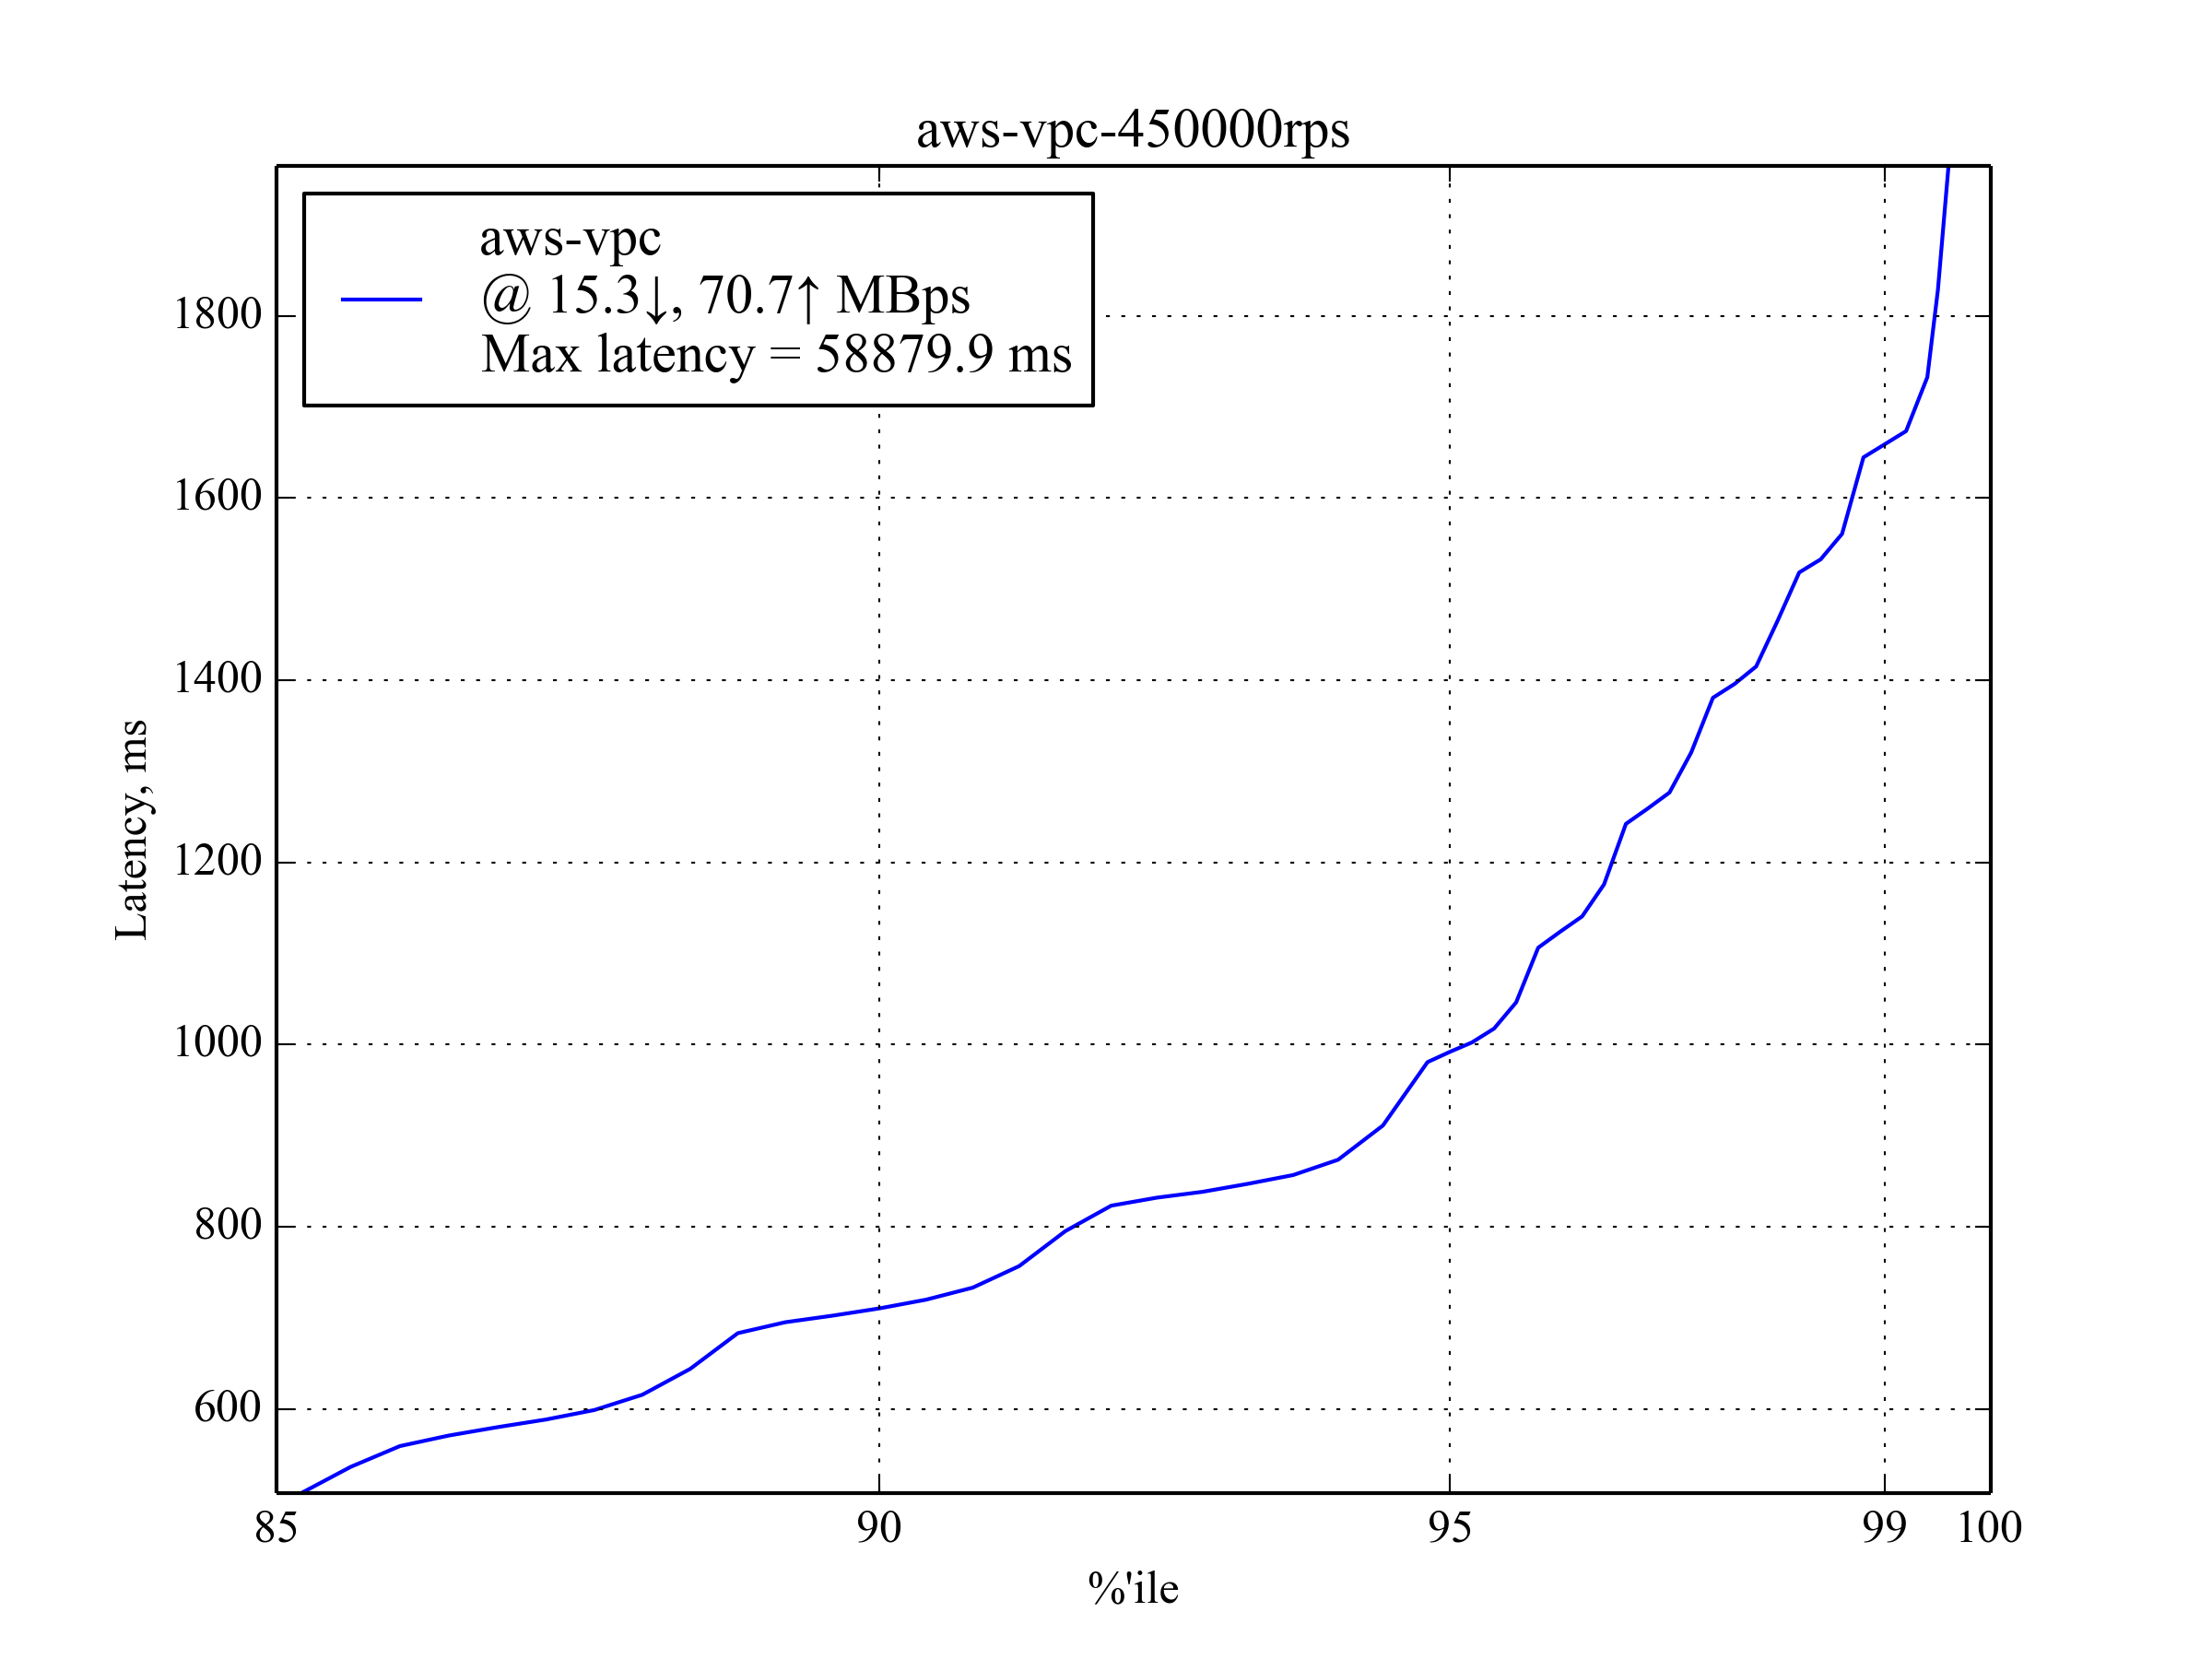 aws-vpc-450000rps
aws-vpc
@ 15.3↓, 70.7↑ MBps
Max latency = 58879.9 ms
1800
1600
1400
1200
1000
800
600
Latency, ms
85 90 95 99 100
%'ile